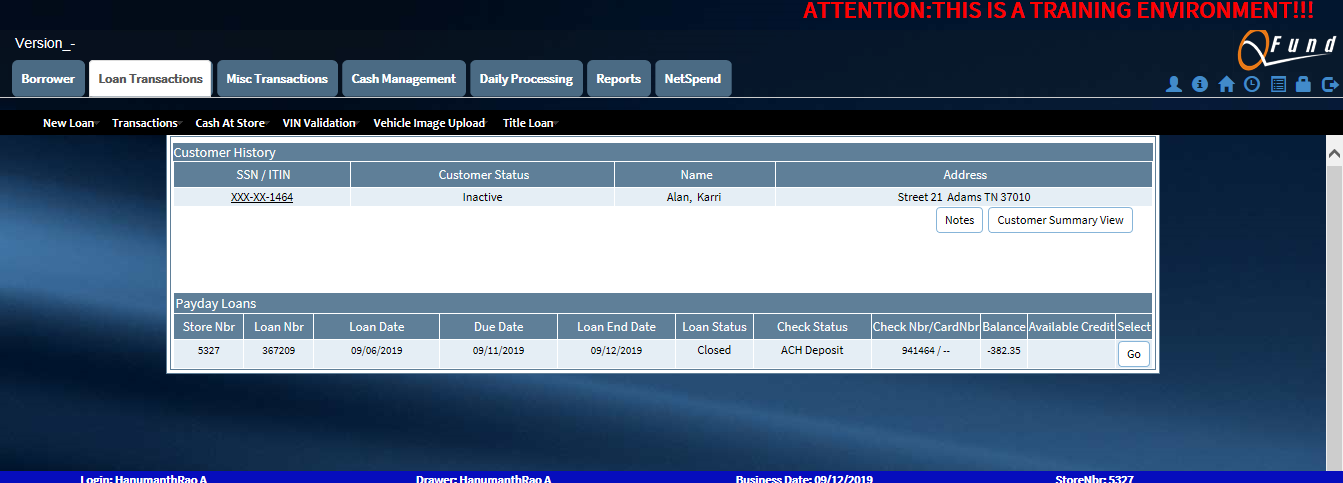 ATTENTION:THIS IS A TRAINING ENVIRONMENT!!!
Version_-
QFund
Borrower Loan Transactions Misc Transactions Cash Management Daily Processing Reports NetSpend
New Loan Transactions Cash At Store VIN Validation Vehicle Image Upload Title Loan
Customer History
SSN / ITIN Customer Status Name Address
XXX-XX-1464 Inactive Alan, Karri Street 21 Adams TN 37010
Notes Customer Summary View
Payday Loans
Store Nbr Loan Nbr Loan Date Due Date Loan End Date Loan Status Check Status Check Nbr/CardNbr Balance Available Credit Select
5327 367209 09/06/2019 09/11/2019 09/12/2019 Closed ACH Deposit 941464 / -- -382.35 Go
Login: HanumanthRao A Drawer: HanumanthRao A Business Date: 09/12/2019 StoreNbr: 5327